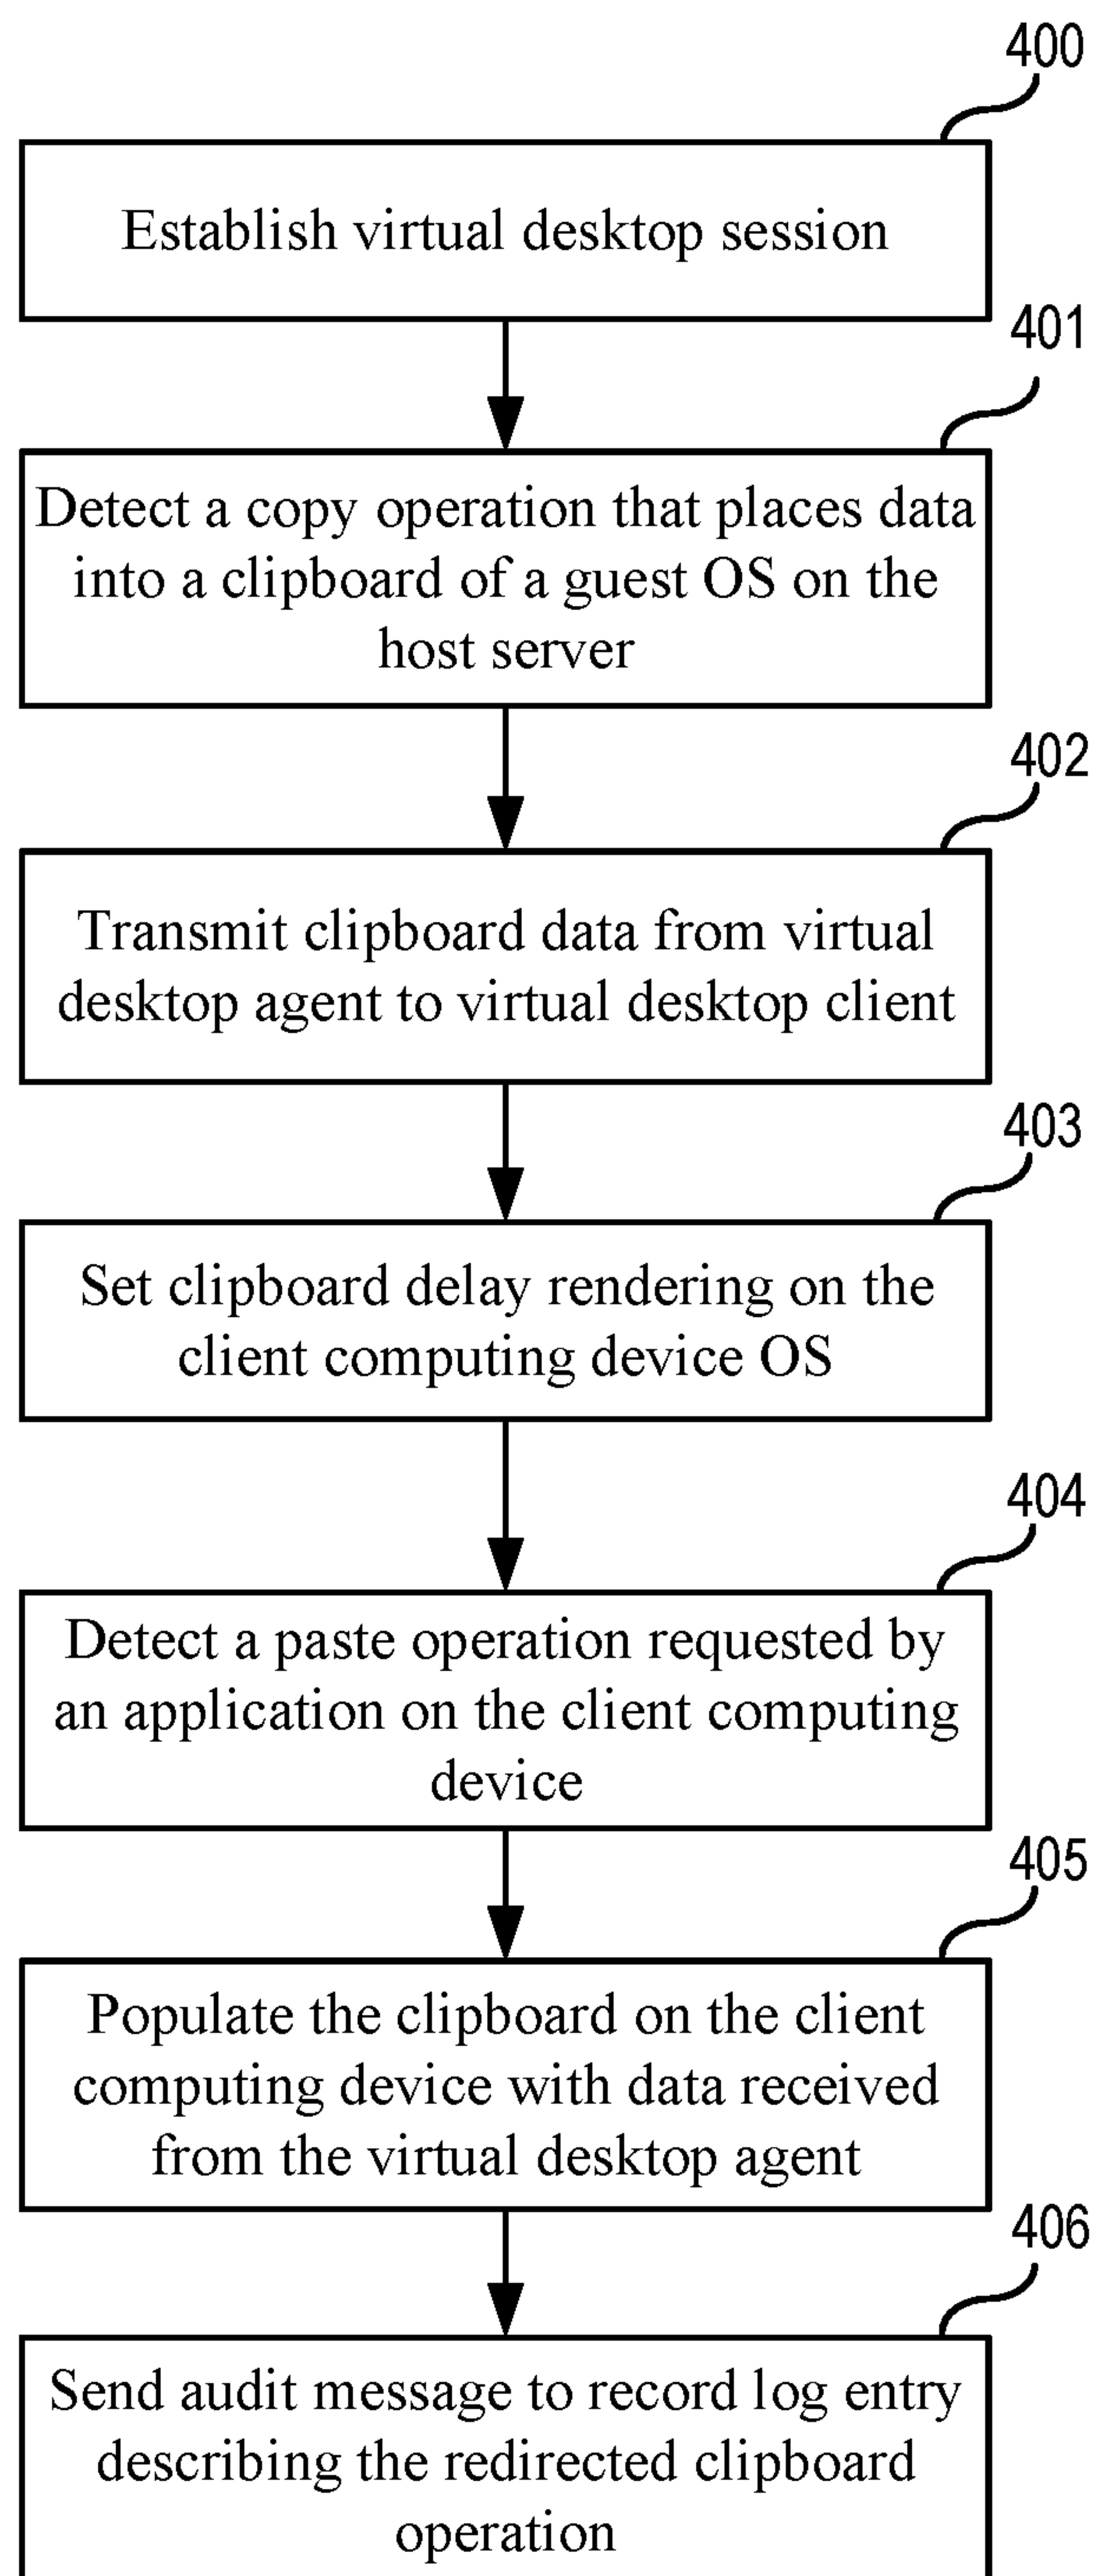 400
Establish virtual desktop session
401
Detect a copy operation that places data
into a clipboard of a guest OS on the
host server
402
Transmit clipboard data from virtual
desktop agent to virtual desktop client
403
Set clipboard delay rendering on the
client computing device OS
404
Detect a paste operation requested by
an application on the client computing
device
405
Populate the clipboard on the client
computing device with data received
from the virtual desktop agent
406
Send audit message to record log entry
describing the redirected clipboard
operation